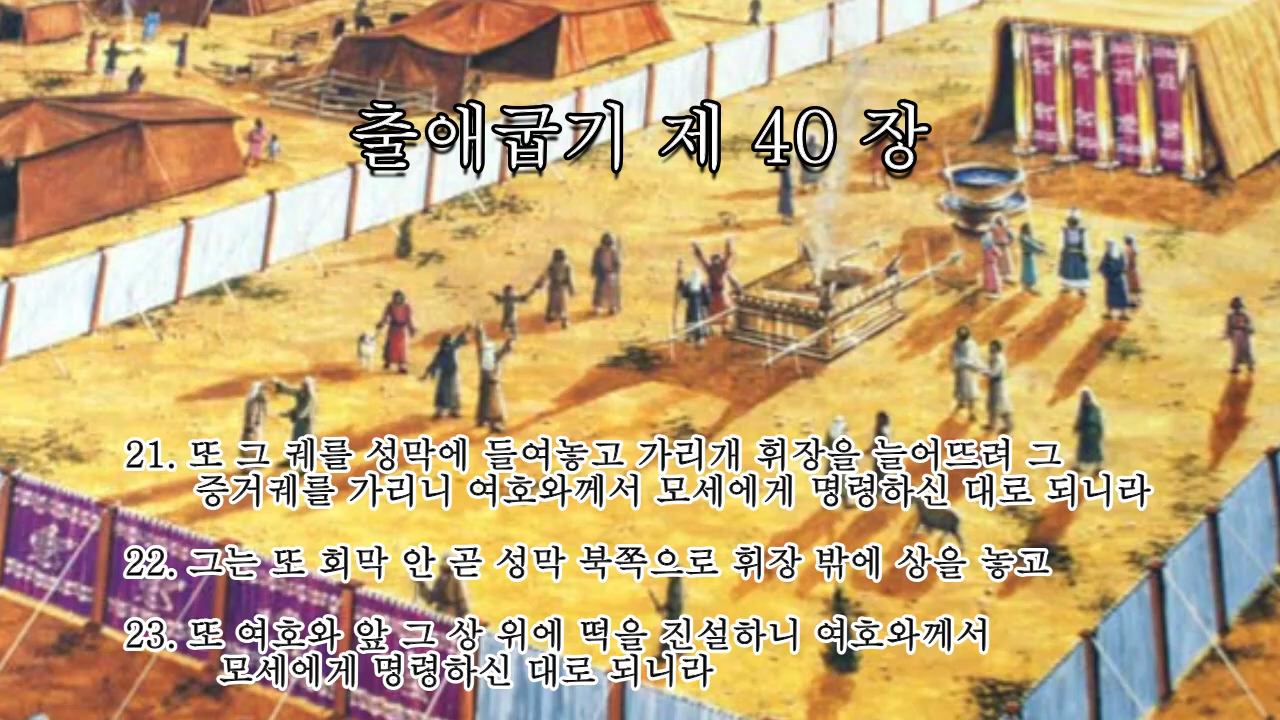 출애굽기 제 40 장
21. 또 그 궤를 성막에 들여놓고 가리개 휘장을 늘어뜨려 그
증거궤를 가리니 여호와께서 모세에게 명령하신 대로 되니라
22. 그는 또 회막 안 곧 성막 북쪽으로 휘장 밖에 상을 놓고
23. 또 여호와 앞 그 상 위에 떡을 진설하니 여호와께서
모세에게 명령하신 대로 되니라